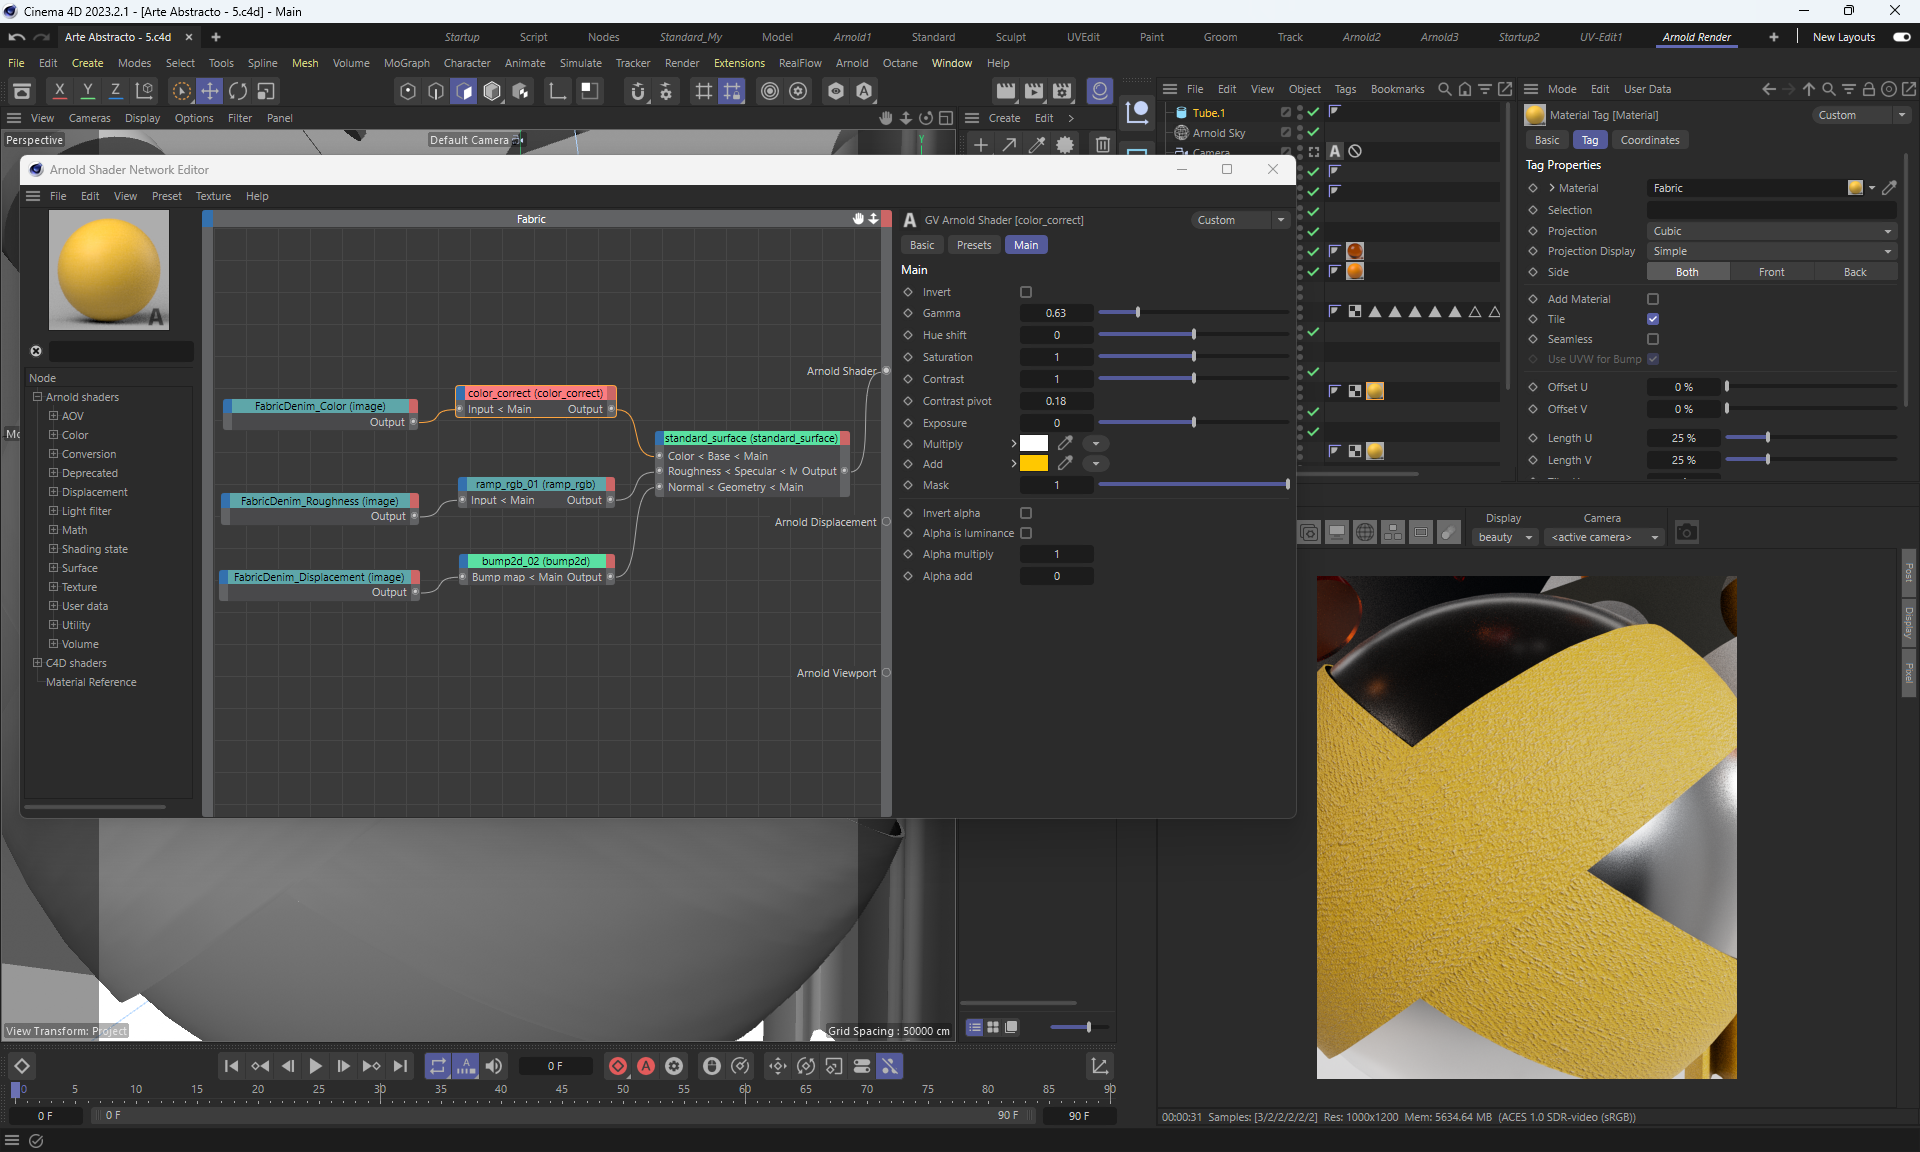 Cinema 4D 2023.2.1 - [Arte Abstracto - 5.c4d] - Main
Arte Abstracto - 5.c4d
Startup Script Nodes Standard_My Model Arnold1 Standard Sculpt UVEdit Paint Groom Track Arnold2 Arnold3 Startup2 UV-Edit1 Arnold Render New Layouts
File Edit Create Modes Select Tools Spline Mesh Volume MoGraph Character Animate Simulate Tracker Render Extensions RealFlow Arnold Octane Window Help
X Y Z
File Edit View Object Tags Bookmarks
Mode Edit User Data
View Cameras Display Options Filter Panel
Create Edit
Tube.1
Arnold Sky
Camera
Material Tag [Material]
Custom
Basic Tag Coordinates
Tag Properties
Material Fabric
Selection
Projection Cubic
Projection Display Simple
Side Both Front Back
Add Material
Tile
Seamless
Use UVW for Bump
Offset U 0 %
Offset V 0 %
Length U 25 %
Length V 25 %
Perspective
Default Camera
Y
Arnold Shader Network Editor
File Edit View Preset Texture Help
A
Node
Arnold shaders
AOV
Color
Conversion
Deprecated
Displacement
Light filter
Math
Shading state
Surface
Texture
User data
Utility
Volume
C4D shaders
Material Reference
Fabric
FabricDenim_Color (image)
Output
color_correct (color_correct)
Input < Main Output
FabricDenim_Roughness (image)
Output
ramp_rgb_01 (ramp_rgb)
Input < Main Output
FabricDenim_Displacement (image)
Output
bump2d_02 (bump2d)
Bump map < Main Output
standard_surface (standard_surface)
Color < Base < Main
Roughness < Specular < M Output
Normal < Geometry < Main
Arnold Shader
Arnold Displacement
Arnold Viewport
GV Arnold Shader [color_correct]
Custom
Basic Presets Main
Main
Invert
Gamma 0.63
Hue shift 0
Saturation 1
Contrast 1
Contrast pivot 0.18
Exposure 0
Multiply
Add
Mask 1
Invert alpha
Alpha is luminance
Alpha multiply 1
Alpha add 0
Mo
Display
beauty
Camera
<active camera>
Post
Display
Pixel
View Transform: Project
Grid Spacing : 50000 cm
0 F
0 5 10 15 20 25 30 35 40 45 50 55 60 65 70 75 80 85 90
0 F 0 F 90 F 90 F
00:00:31 Samples: [3/2/2/2/2/2] Res: 1000x1200 Mem: 5634.64 MB (ACES 1.0 SDR-video (sRGB))